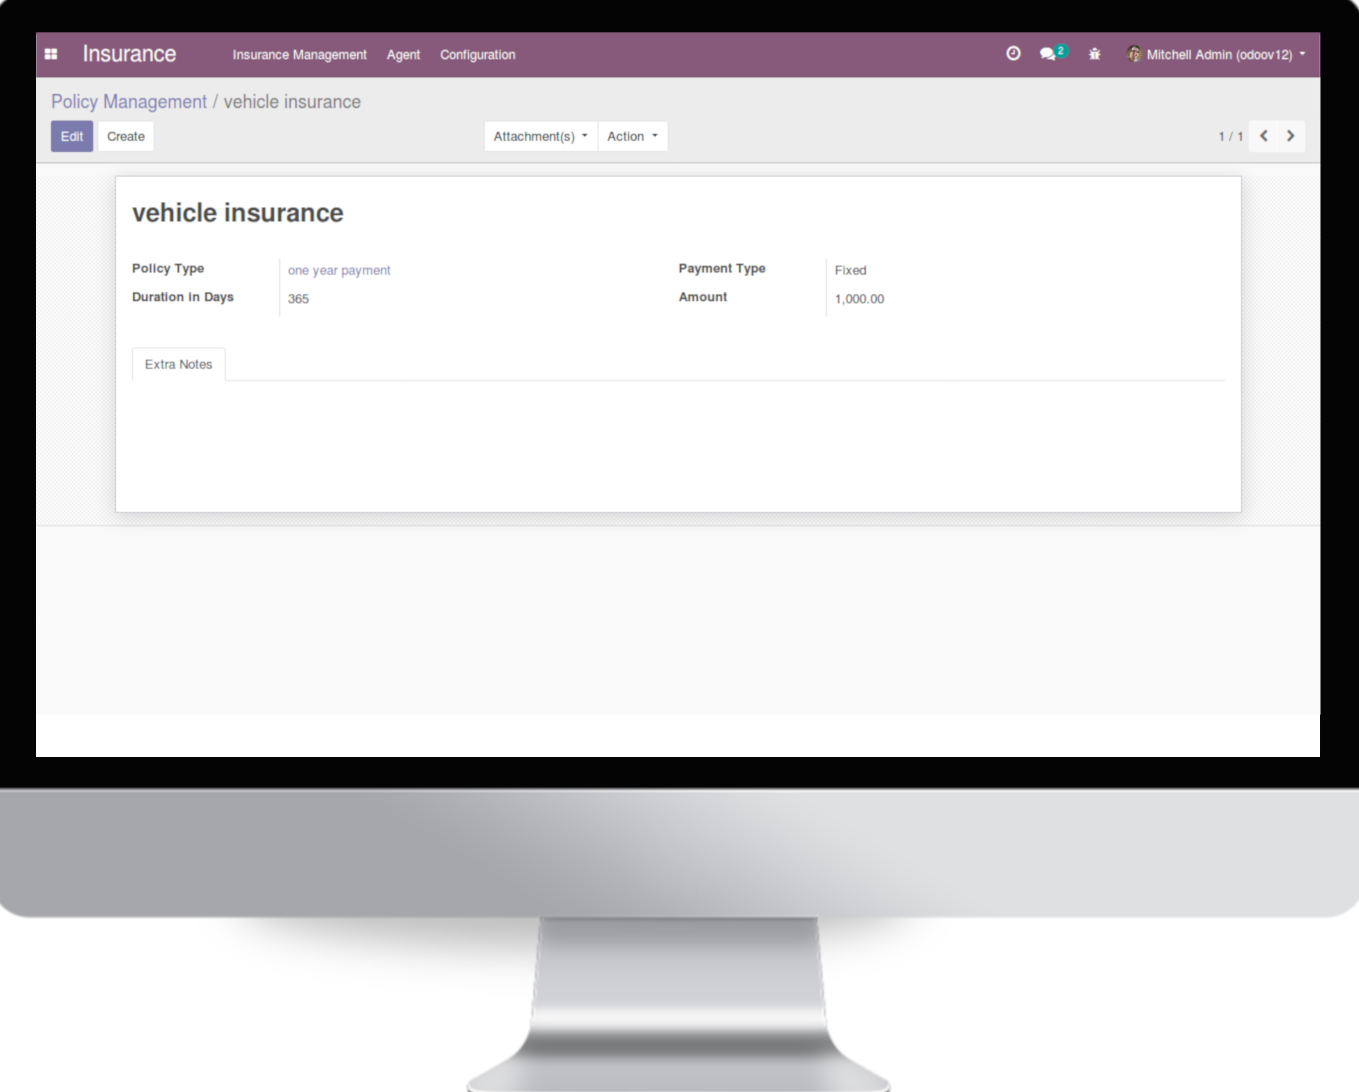 Insurance Insurance Management Agent Configuration 2 Mitchell Admin (odoov12)
Policy Management / vehicle insurance
Edit Create Attachment(s) Action 1 / 1
vehicle insurance
Policy Type one year payment Payment Type Fixed
Duration in Days 365 Amount 1,000.00
Extra Notes